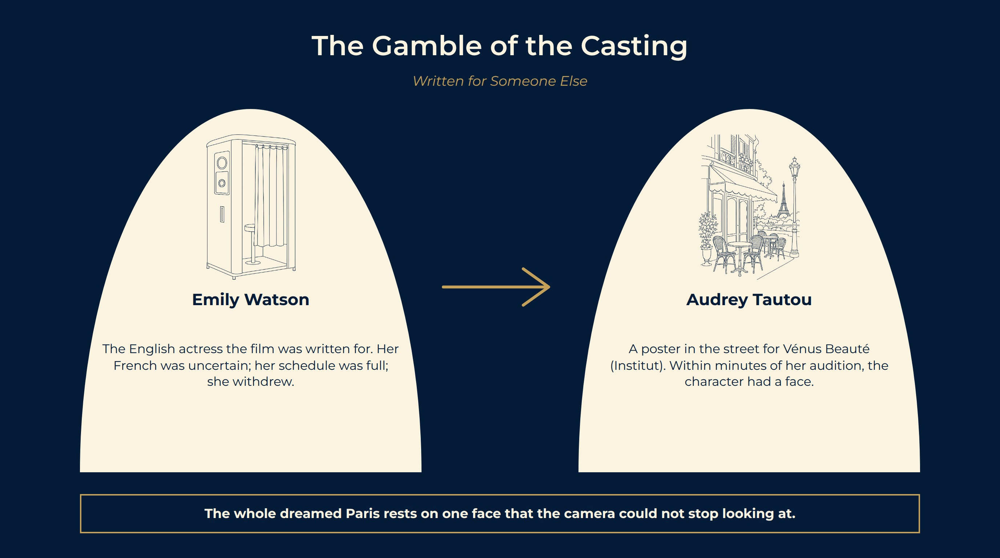 The Gamble of the Casting
Written for Someone Else
Emily Watson
The English actress the film was written for. Her
French was uncertain; her schedule was full;
she withdrew.
Audrey Tautou
A poster in the street for Vénus Beauté
(Institut). Within minutes of her audition, the
character had a face.
The whole dreamed Paris rests on one face that the camera could not stop looking at.